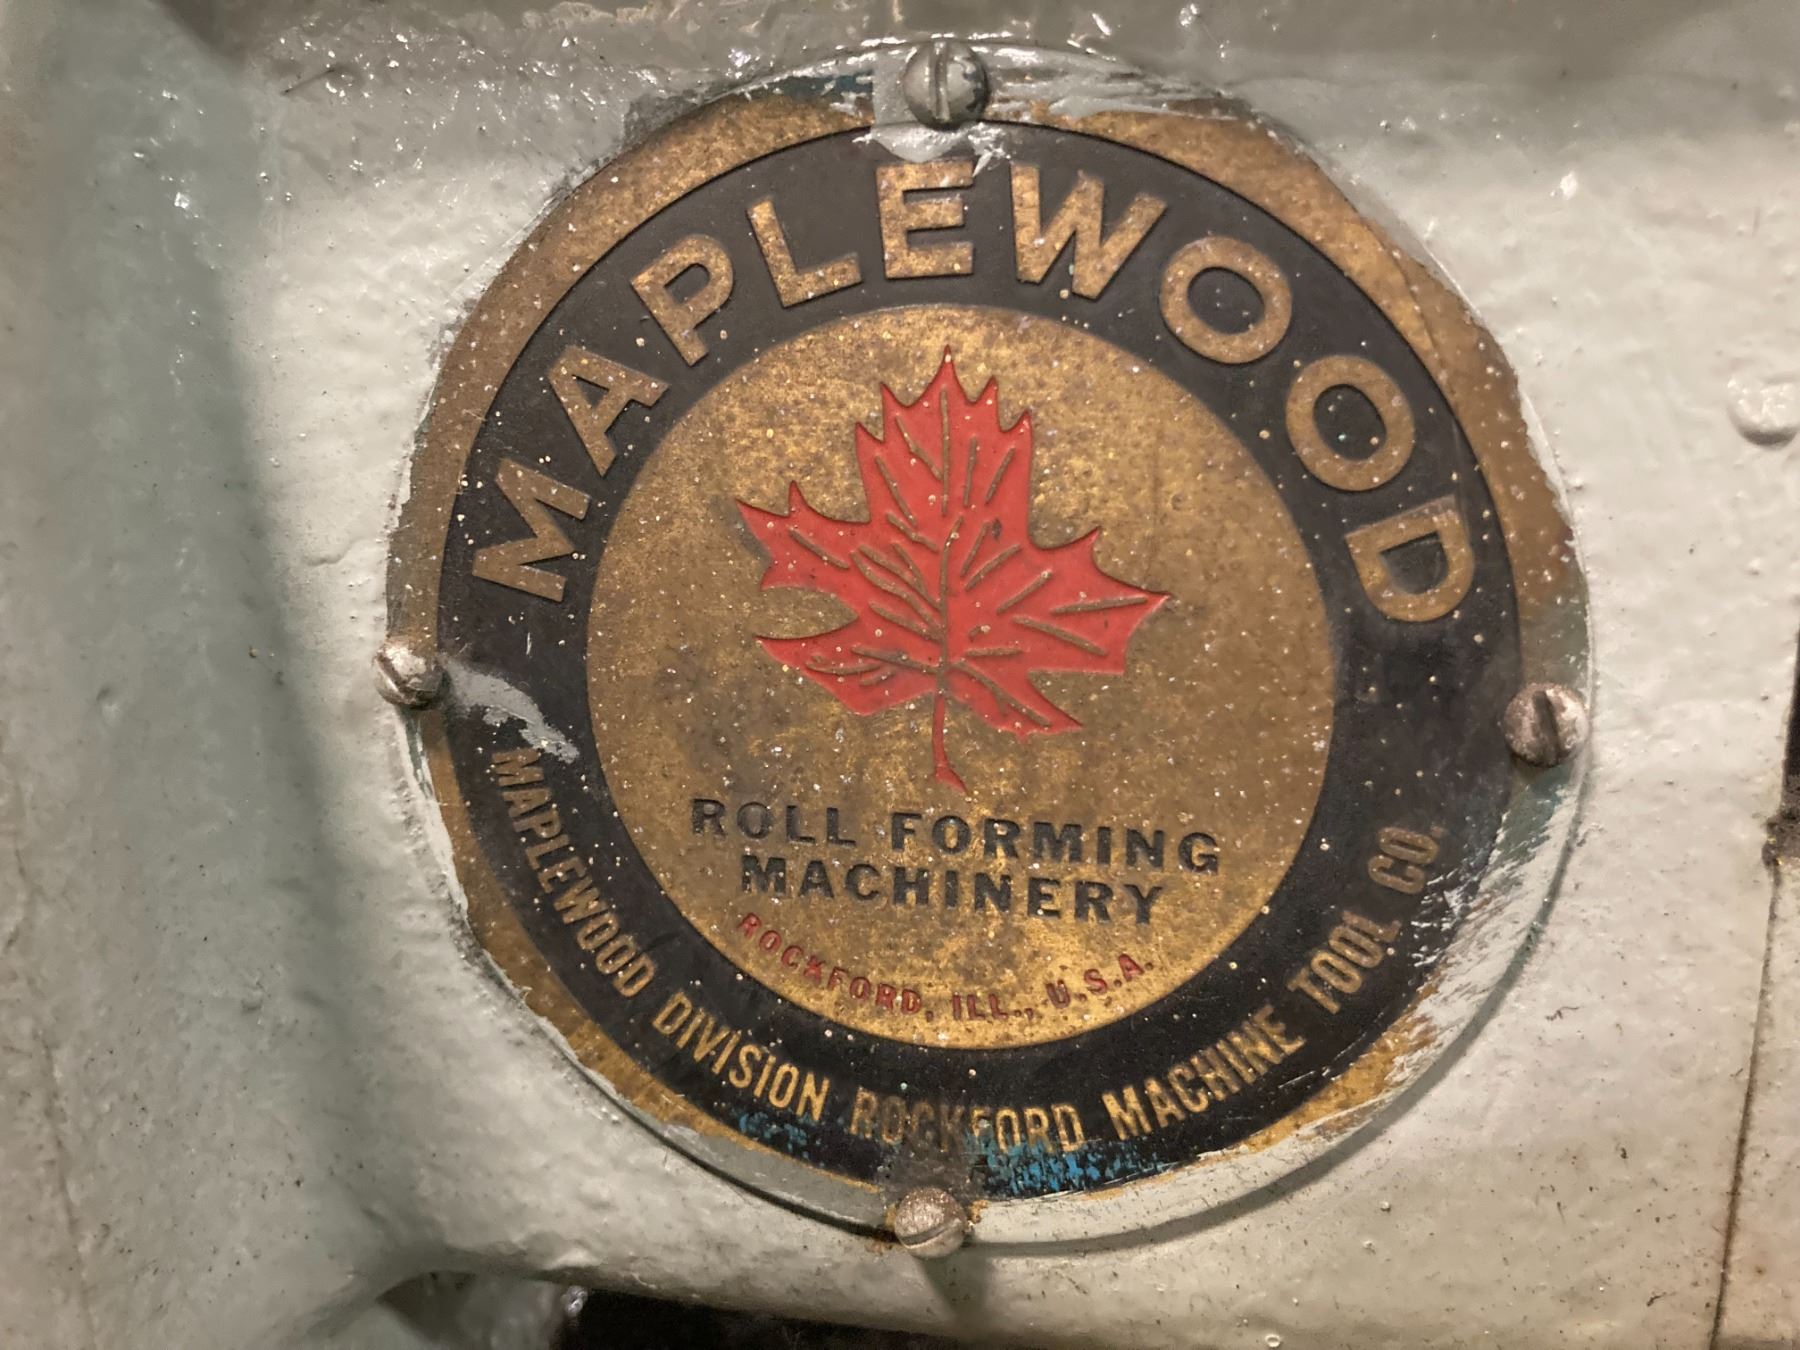 MAPLEWOOD
ROLL FORMING
MACHINERY
ROCKFORD, ILL., U.S.A.
MAPLEWOOD DIVISION ROCKFORD MACHINE TOOL CO.